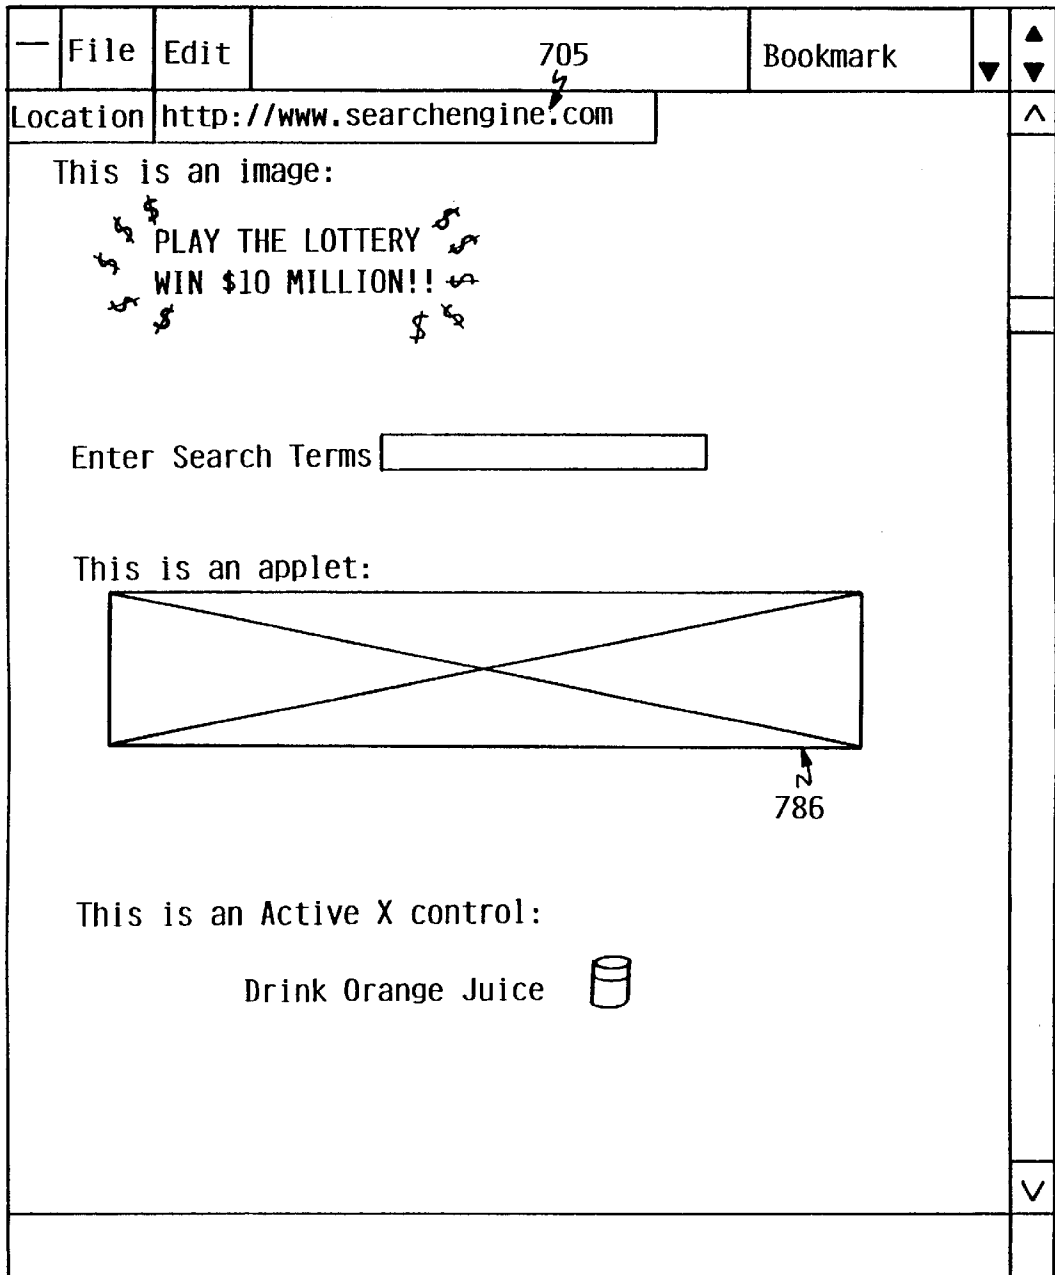 File Edit 705 Bookmark
Location http://www.searchengine.com
This is an image:
$ $ $ $
PLAY THE LOTTERY
WIN $10 MILLION!!
Enter Search Terms
This is an applet:
786
This is an Active X control:
Drink Orange Juice